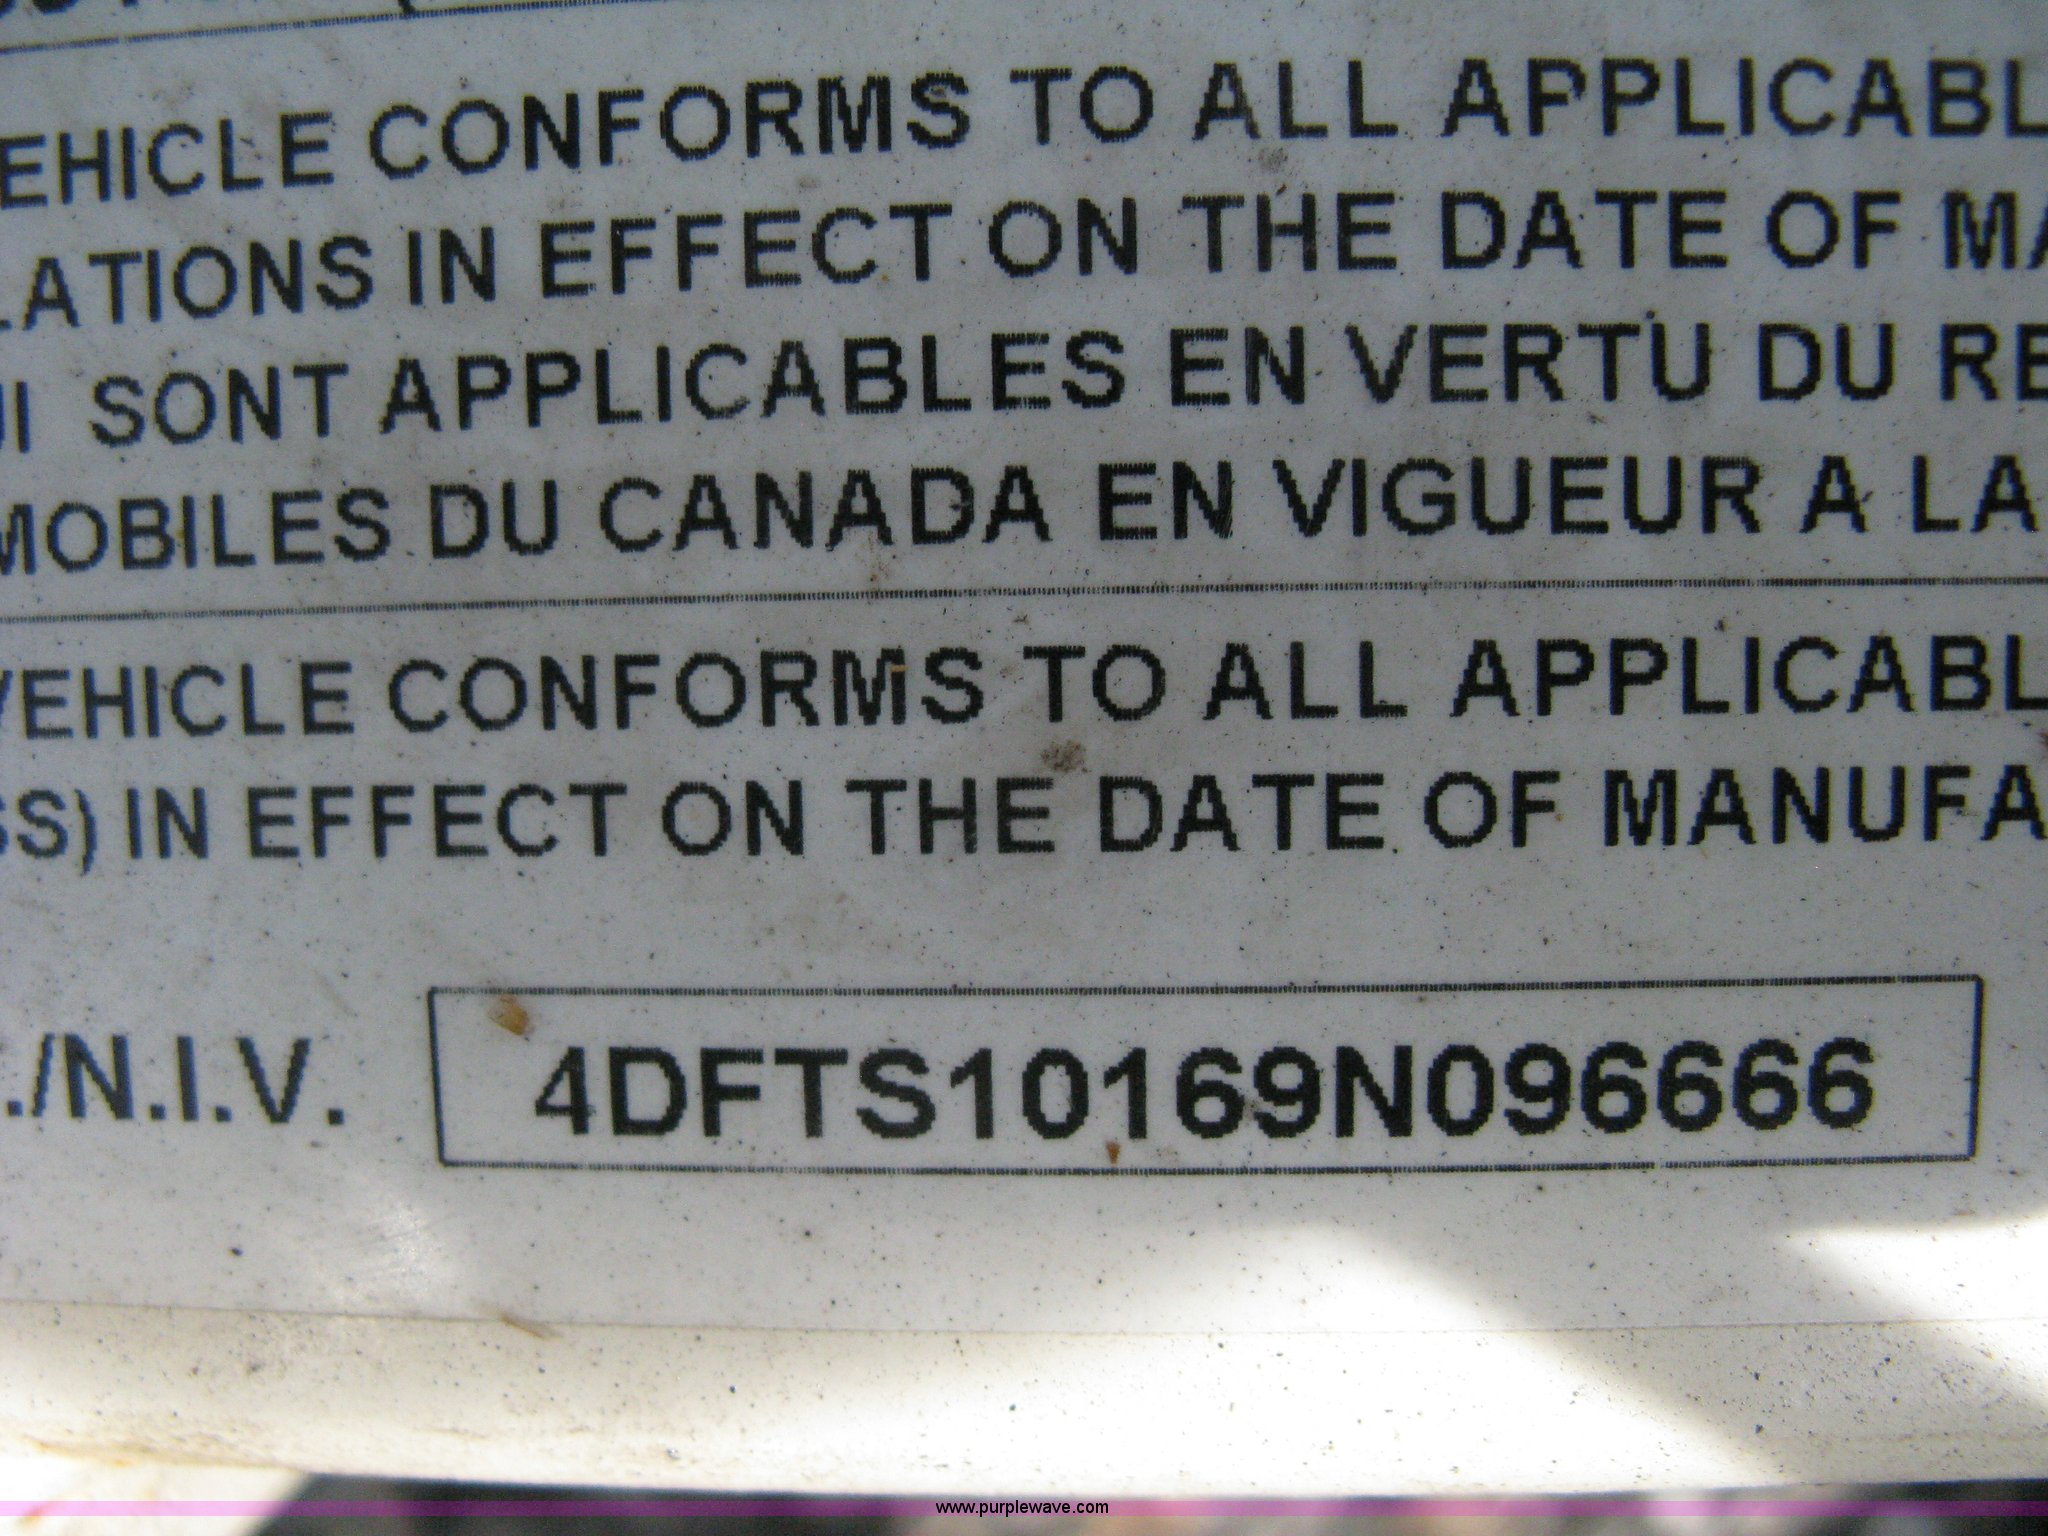 EHICLE CONFORMS TO ALL APPLICABL
LATIONS IN EFFECT ON THE DATE OF MA
UI SONT APPLICABLES EN VERTU DU RE
MOBILES DU CANADA EN VIGUEUR A LA
VEHICLE CONFORMS TO ALL APPLICABL
SS) IN EFFECT ON THE DATE OF MANUFA
./N.I.V. 4DFTS10169N096666
www.purplewave.com